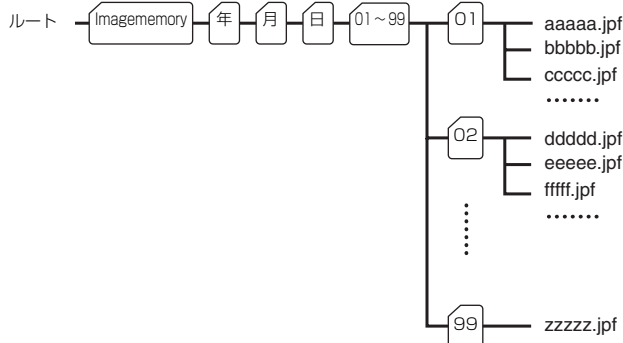 ルート Imagememory 年 月 日 01～99 01 aaaaa.jpf
bbbbb.jpf
ccccc.jpf
•••••••
02 ddddd.jpf
eeeee.jpf
fffff.jpf
•••••••
99 zzzzz.jpf